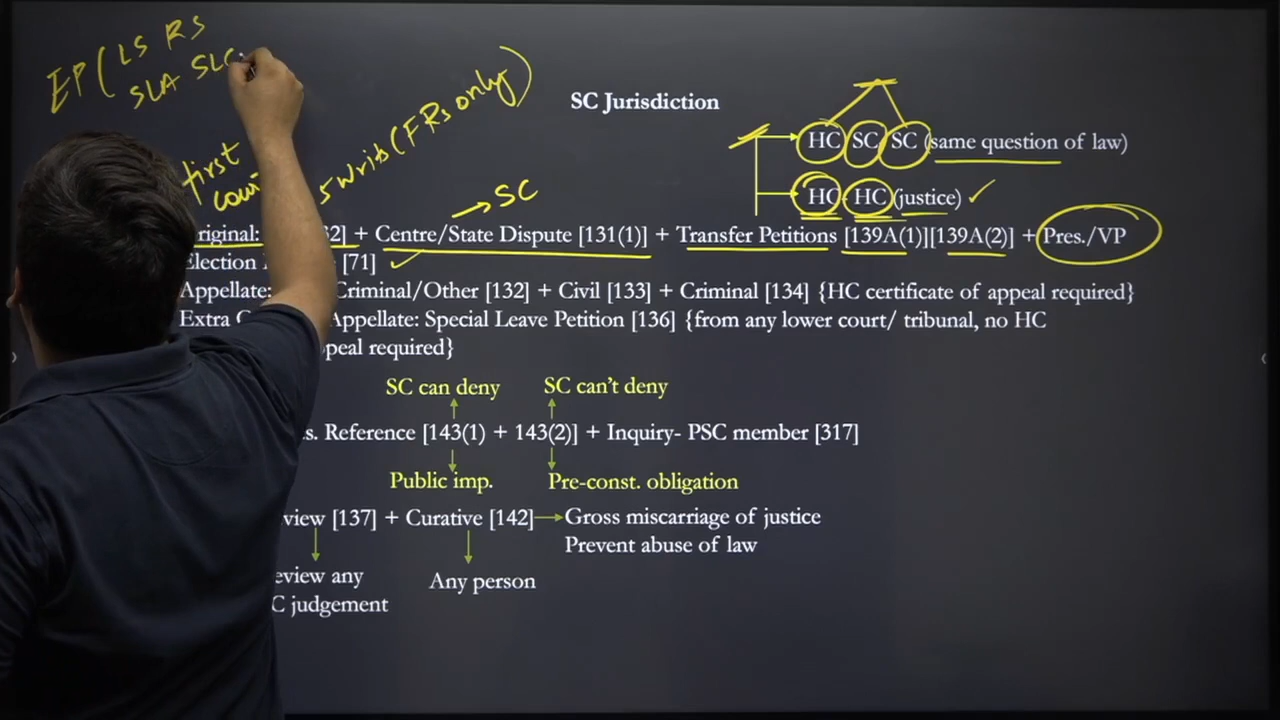 EP ( LS RS
SLA SLC
first
court
5 writs (FRs only)
SC Jurisdiction
HC SC SC (same question of law)
HC - HC (justice) ✓
→ SC
riginal: 32] + Centre/State Dispute [131(1)] + Transfer Petitions [139A(1)][139A(2)] + Pres./VP
Election [71] ✓
Appellate: Criminal/Other [132] + Civil [133] + Criminal [134] {HC certificate of appeal required}
Extra Appellate: Special Leave Petition [136] {from any lower court/ tribunal, no HC
peal required}
SC can deny SC can't deny
s. Reference [143(1) + 143(2)] + Inquiry- PSC member [317]
Public imp. Pre-const. obligation
view [137] + Curative [142] → Gross miscarriage of justice
Prevent abuse of law
eview any Any person
C judgement